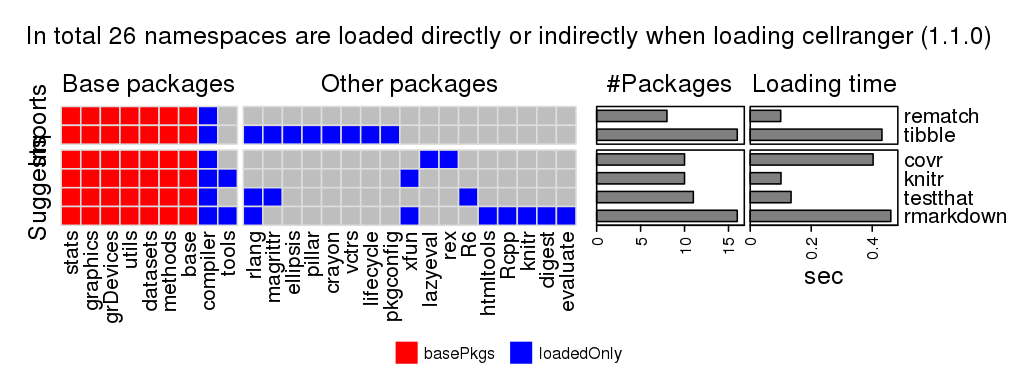 In total 26 namespaces are loaded directly or indirectly when loading cellranger (1.1.0)
Base packages
Other packages
#Packages
Loading time
Imports
Suggests
rematch
tibble
covr
knitr
testthat
rmarkdown
stats
graphics
grDevices
utils
datasets
methods
base
compiler
tools
rlang
magrittr
ellipsis
pillar
crayon
vctrs
lifecycle
pkgconfig
xfun
lazyeval
rex
R6
htmltools
Rcpp
knitr
digest
evaluate
0 5 10 15
0 0.2 0.4
sec
basePkgs loadedOnly